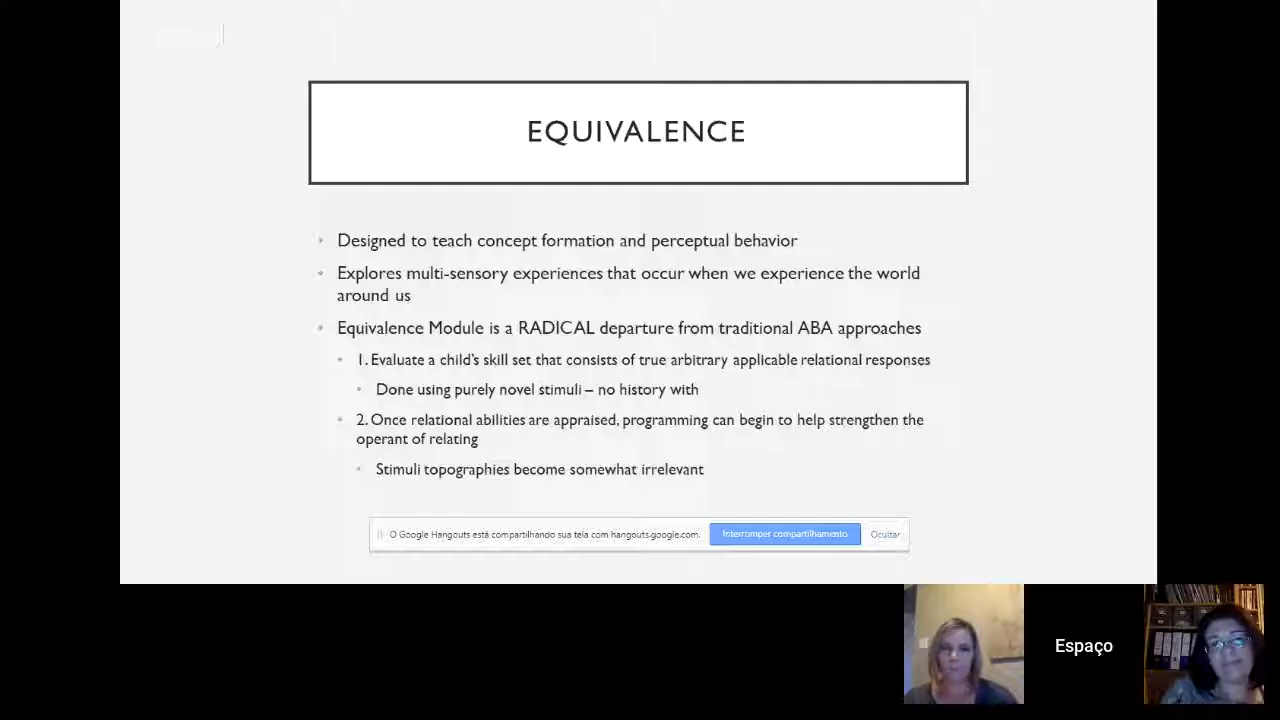 EQUIVALENCE
Designed to teach concept formation and perceptual behavior
Explores multi-sensory experiences that occur when we experience the world
around us
Equivalence Module is a RADICAL departure from traditional ABA approaches
1. Evaluate a child's skill set that consists of true arbitrary applicable relational responses
Done using purely novel stimuli – no history with
2. Once relational abilities are appraised, programming can begin to help strengthen the
operant of relating
Stimuli topographies become somewhat irrelevant
O Google Hangouts está compartilhando sua tela com hangouts.google.com. Interromper compartilhamento Ocultar
Espaço